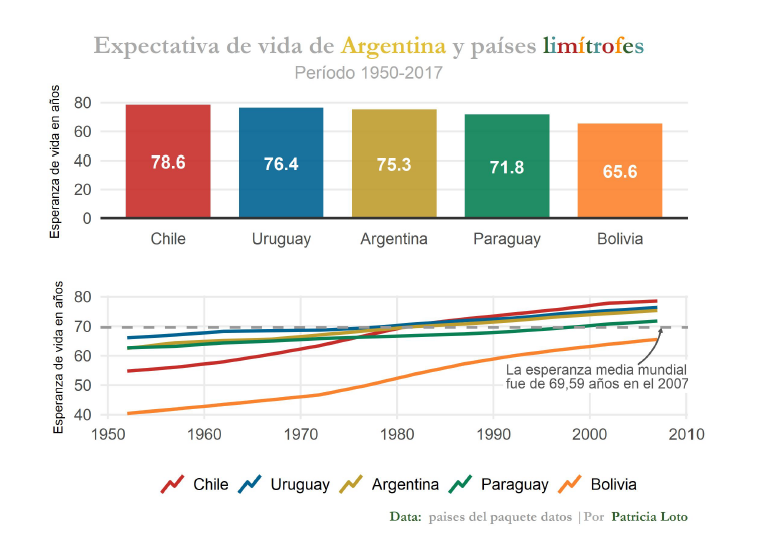 Expectativa de vida de Argentina y países limítrofes
Período 1950-2017
Esperanza de vida en años
80
60
40
20
0
78.6
76.4
75.3
71.8
65.6
Chile
Uruguay
Argentina
Paraguay
Bolivia
Esperanza de vida en años
80
70
60
50
40
La esperanza media mundial
fue de 69,59 años en el 2007
1950
1960
1970
1980
1990
2000
2010
Chile
Uruguay
Argentina
Paraguay
Bolivia
Data: paises del paquete datos |Por Patricia Loto